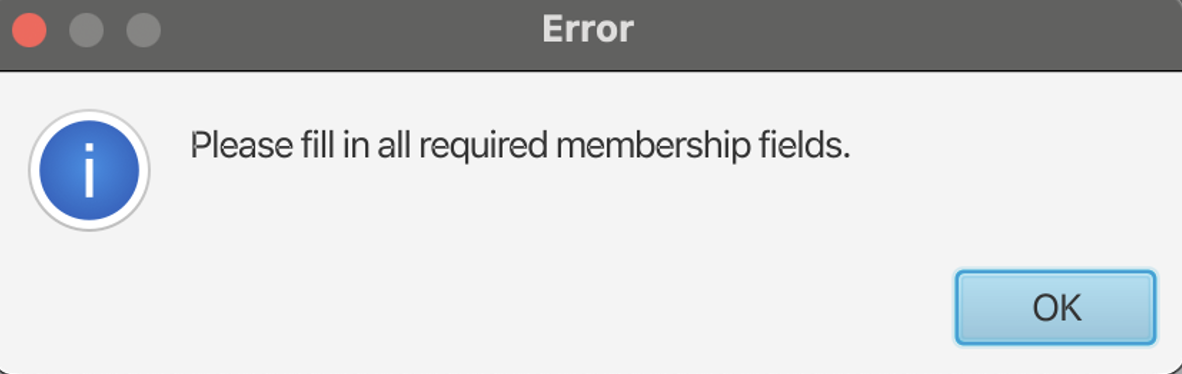 Error
Please fill in all required membership fields.
OK